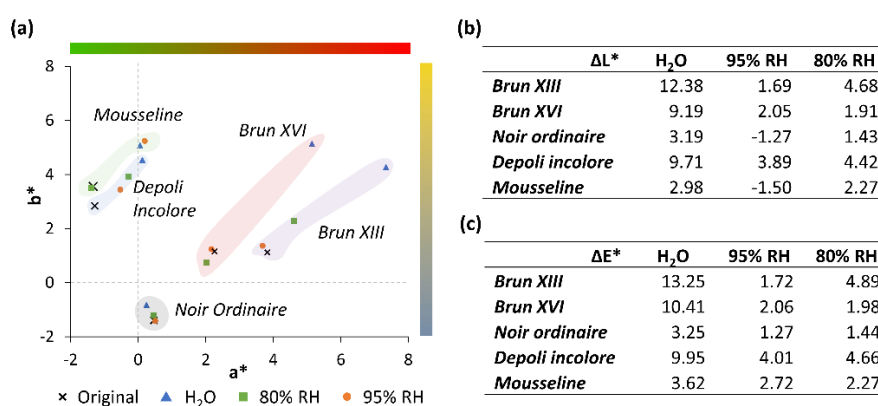 (a)
8
6
4
2
0
-2
b*
-2 0 2 4 6 8
a*
Mousseline
Depoli
Incolore
Brun XVI
Brun XIII
Noir Ordinaire
× Original ▲ H₂O ■ 80% RH ● 95% RH
(b)
ΔL* H₂O 95% RH 80% RH
Brun XIII 12.38 1.69 4.68
Brun XVI 9.19 2.05 1.91
Noir ordinaire 3.19 -1.27 1.43
Depoli incolore 9.71 3.89 4.42
Mousseline 2.98 -1.50 2.27
(c)
ΔE* H₂O 95% RH 80% RH
Brun XIII 13.25 1.72 4.89
Brun XVI 10.41 2.06 1.98
Noir ordinaire 3.25 1.27 1.44
Depoli incolore 9.95 4.01 4.66
Mousseline 3.62 2.72 2.27